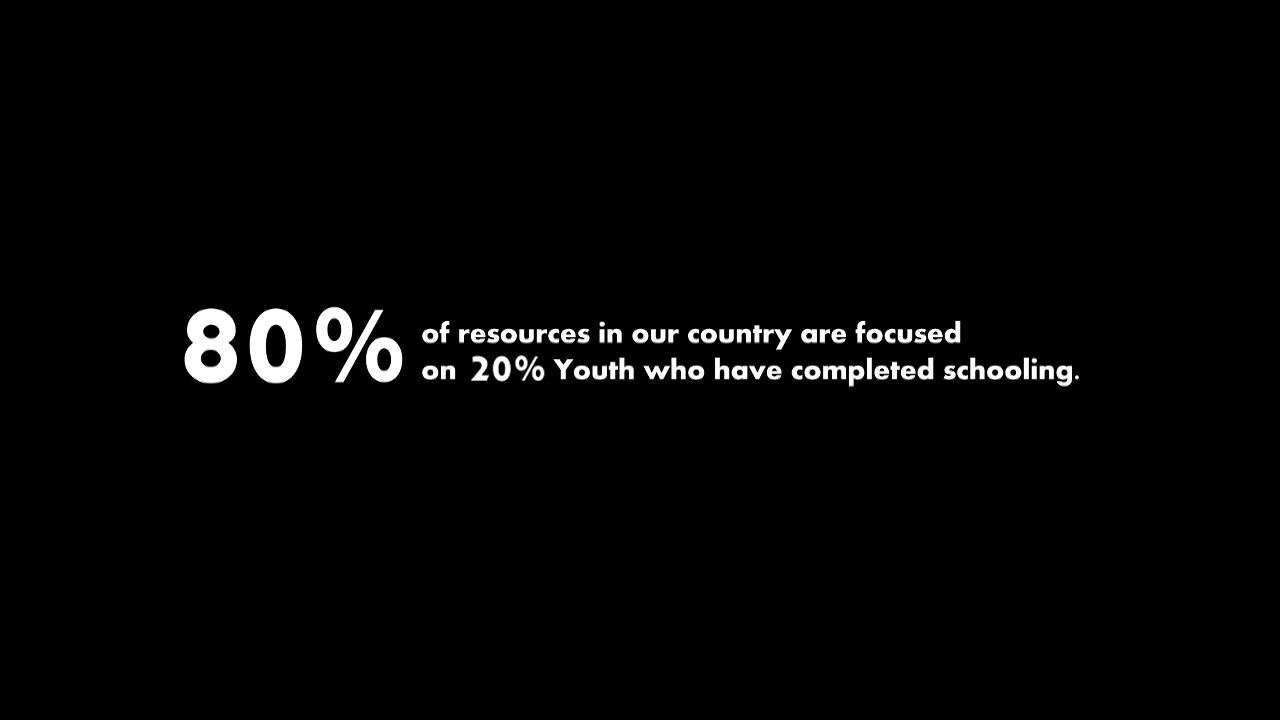 80% of resources in our country are focused
on 20% Youth who have completed schooling.